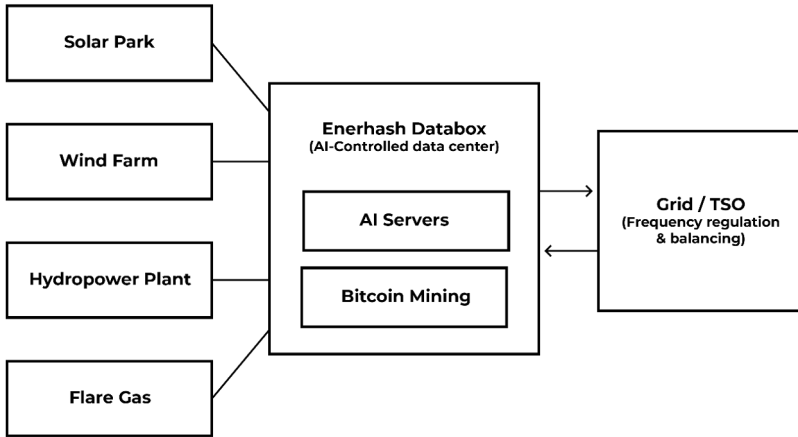 Solar Park
Wind Farm
Hydropower Plant
Flare Gas
Enerhash Databox
(AI-Controlled data center)
AI Servers
Bitcoin Mining
Grid / TSO
(Frequency regulation
& balancing)